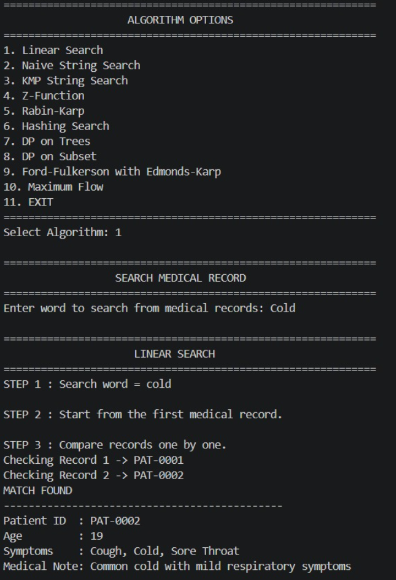 ============================================================
ALGORITHM OPTIONS
============================================================
1. Linear Search
2. Naive String Search
3. KMP String Search
4. Z-Function
5. Rabin-Karp
6. Hashing Search
7. DP on Trees
8. DP on Subset
9. Ford-Fulkerson with Edmonds-Karp
10. Maximum Flow
11. EXIT
============================================================
Select Algorithm: 1
============================================================
SEARCH MEDICAL RECORD
============================================================
Enter word to search from medical records: Cold
============================================================
LINEAR SEARCH
============================================================
STEP 1 : Search word = cold
STEP 2 : Start from the first medical record.
STEP 3 : Compare records one by one.
Checking Record 1 -> PAT-0001
Checking Record 2 -> PAT-0002
MATCH FOUND
---------------------------------------------
Patient ID : PAT-0002
Age : 19
Symptoms : Cough, Cold, Sore Throat
Medical Note: Common cold with mild respiratory symptoms